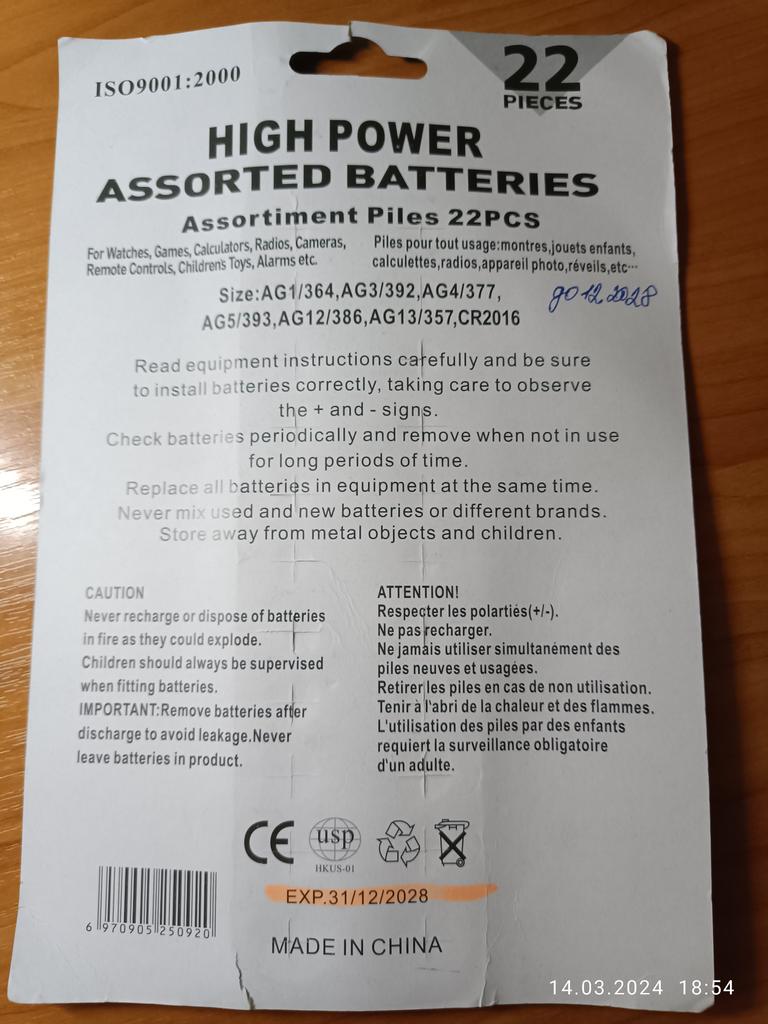 ISO9001:2000
22
PIECES
HIGH POWER
ASSORTED BATTERIES
Assortiment Piles 22PCS
For Watches, Games, Calculators, Radios, Cameras,
Remote Controls, Children's Toys, Alarms etc.
Piles pour tout usage:montres,jouets enfants,
calculettes,radios,appareil photo,réveils,etc···
Size:AG1/364,AG3/392,AG4/377,
AG5/393,AG12/386,AG13/357,CR2016
до 12.2028
Read equipment instructions carefully and be sure
to install batteries correctly, taking care to observe
the + and - signs.
Check batteries periodically and remove when not in use
for long periods of time.
Replace all batteries in equipment at the same time.
Never mix used and new batteries or different brands.
Store away from metal objects and children.
CAUTION
Never recharge or dispose of batteries
in fire as they could explode.
Children should always be supervised
when fitting batteries.
IMPORTANT:Remove batteries after
discharge to avoid leakage.Never
leave batteries in product.
ATTENTION!
Respecter les polartiés(+/-).
Ne pas recharger.
Ne jamais utiliser simultanément des
piles neuves et usagées.
Retirer les piles en cas de non utilisation.
Tenir à l'abri de la chaleur et des flammes.
L'utilisation des piles par des enfants
requiert la surveillance obligatoire
d'un adulte.
CE
usp
HKUS-01
EXP.31/12/2028
6 970905 250920
MADE IN CHINA
14.03.2024 18:54